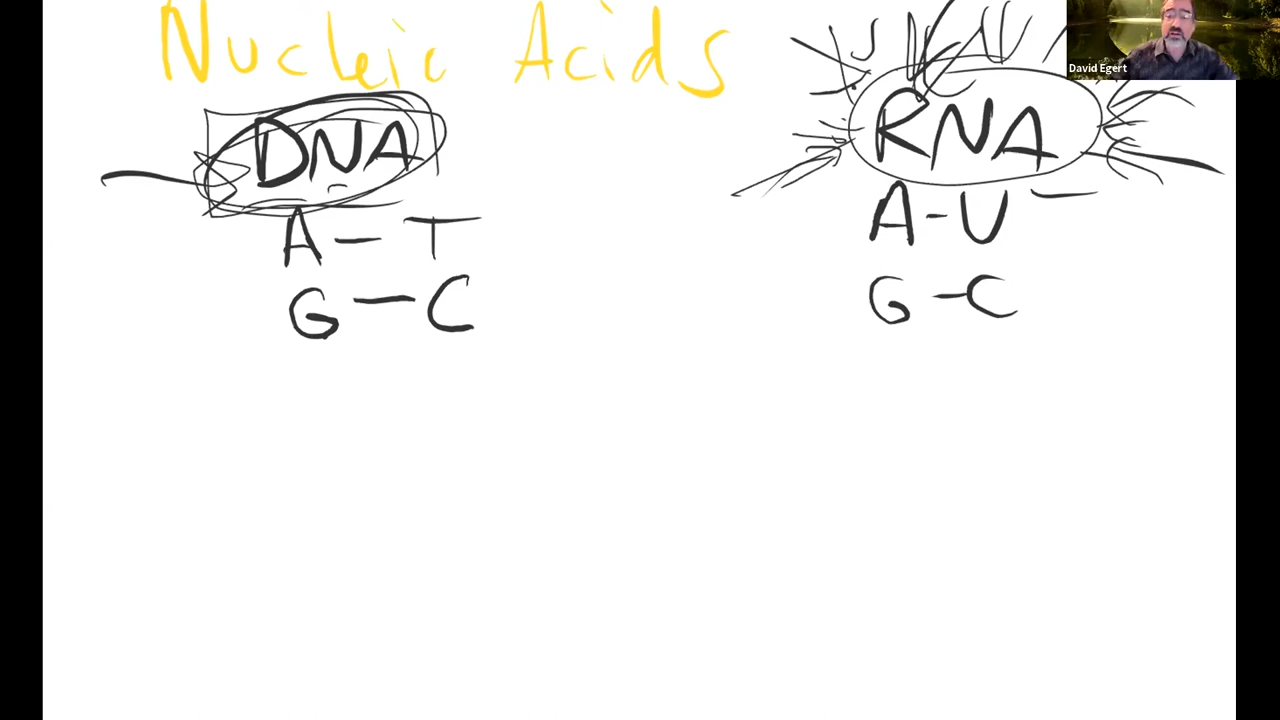 Nucleic Acids
David Egert
DNA
RNA
A - T
A - U
G - C
G - C